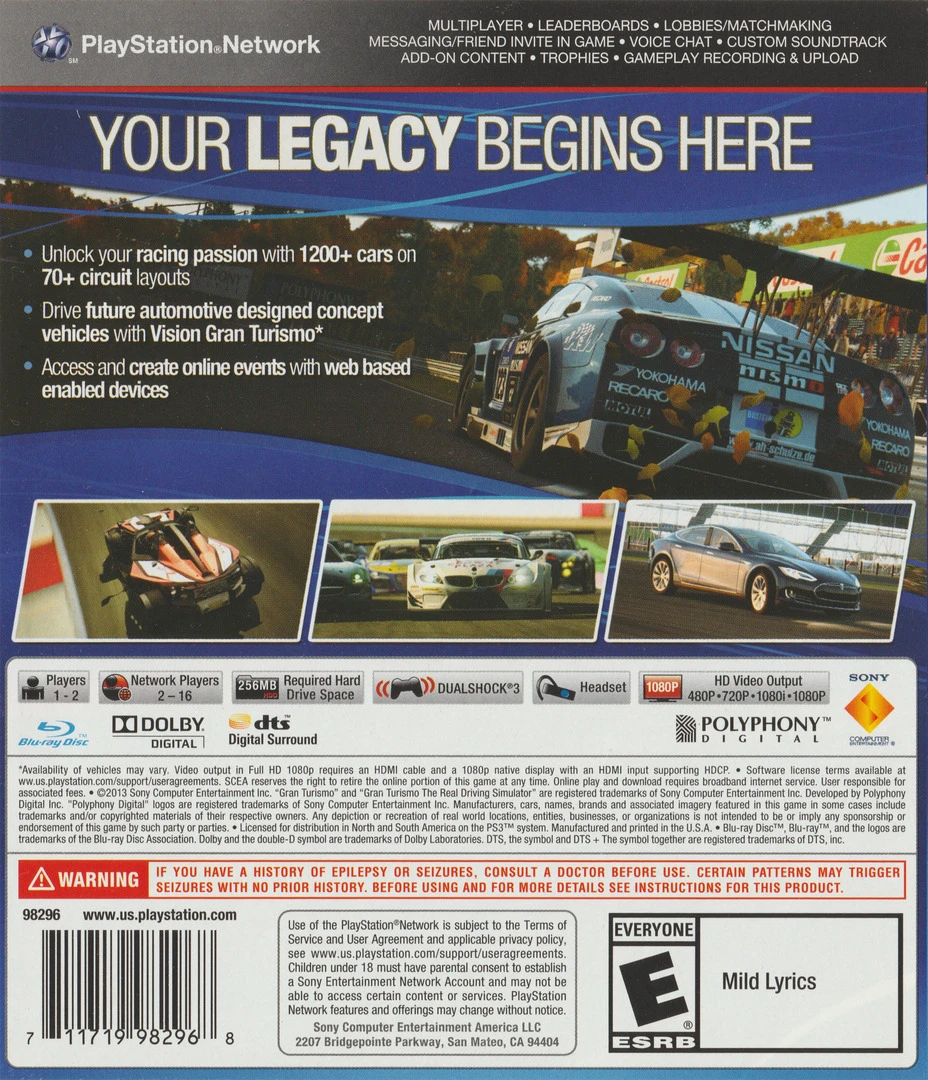 PlayStation®Network
SM
MULTIPLAYER • LEADERBOARDS • LOBBIES/MATCHMAKING
MESSAGING/FRIEND INVITE IN GAME • VOICE CHAT • CUSTOM SOUNDTRACK
ADD-ON CONTENT • TROPHIES • GAMEPLAY RECORDING & UPLOAD
YOUR LEGACY BEGINS HERE
• Unlock your racing passion with 1200+ cars on
70+ circuit layouts
• Drive future automotive designed concept
vehicles with Vision Gran Turismo*
• Access and create online events with web based
enabled devices
Castrol
NISSAN
nismo
YOKOHAMA
RECARO
MOTUL
www.ah-schulze.de
YOKOHAMA
RECARO
MOTUL
Players
1 - 2
Network Players
2 – 16
256MB
HDD
Required Hard
Drive Space
DUALSHOCK®3
Headset
1080P
HD Video Output
480P•720P•1080i•1080P
SONY
COMPUTER
ENTERTAINMENT®
Blu-ray Disc™
DOLBY®
DIGITAL
dts™
Digital Surround
POLYPHONY™
DIGITAL
*Availability of vehicles may vary. Video output in Full HD 1080p requires an HDMI cable and a 1080p native display with an HDMI input supporting HDCP. • Software license terms available at
ww.us.playstation.com/support/useragreements. SCEA reserves the right to retire the online portion of this game at any time. Online play and download requires broadband internet service. User responsible for
associated fees. • ©2013 Sony Computer Entertainment Inc. “Gran Turismo” and “Gran Turismo The Real Driving Simulator” are registered trademarks of Sony Computer Entertainment Inc. Developed by Polyphony
Digital Inc. “Polyphony Digital” logos are registered trademarks of Sony Computer Entertainment Inc. Manufacturers, cars, names, brands and associated imagery featured in this game in some cases include
trademarks and/or copyrighted materials of their respective owners. Any depiction or recreation of real world locations, entities, businesses, or organizations is not intended to be or imply any sponsorship or
endorsement of this game by such party or parties. • Licensed for distribution in North and South America on the PS3™ system. Manufactured and printed in the U.S.A. • Blu-ray Disc™, Blu-ray™, and the logos are
trademarks of the Blu-ray Disc Association. Dolby and the double-D symbol are trademarks of Dolby Laboratories. DTS, the symbol and DTS + The symbol together are registered trademarks of DTS, inc.
WARNING
IF YOU HAVE A HISTORY OF EPILEPSY OR SEIZURES, CONSULT A DOCTOR BEFORE USE. CERTAIN PATTERNS MAY TRIGGER
SEIZURES WITH NO PRIOR HISTORY. BEFORE USING AND FOR MORE DETAILS SEE INSTRUCTIONS FOR THIS PRODUCT.
98296 www.us.playstation.com
7 11719 98296 8
Use of the PlayStation®Network is subject to the Terms of
Service and User Agreement and applicable privacy policy,
see www.us.playstation.com/support/useragreements.
Children under 18 must have parental consent to establish
a Sony Entertainment Network Account and may not be
able to access certain content or services. PlayStation
Network features and offerings may change without notice.
Sony Computer Entertainment America LLC
2207 Bridgepointe Parkway, San Mateo, CA 94404
EVERYONE
E
®
ESRB
Mild Lyrics